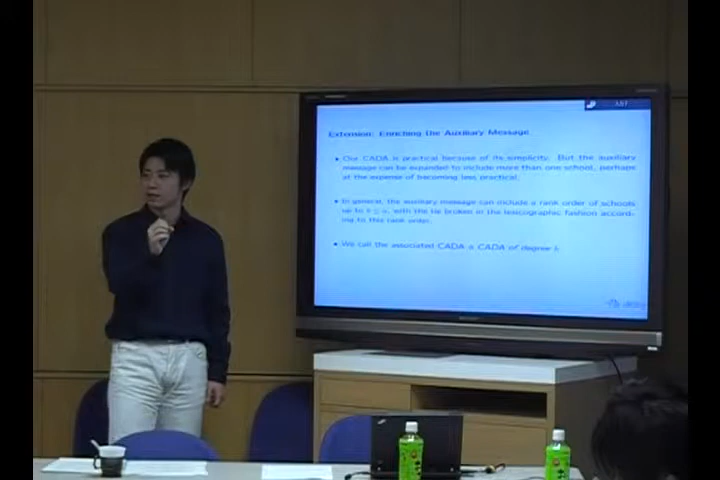 Extension: Enriching the Auxiliary Message
• Our CADA is practical because of its simplicity. But the auxiliary
message can be expanded to include more than one school, perhaps
at the expense of becoming less practical.
• In general, the auxiliary message can include a rank order of schools
up to k ≤ n, with the tie broken in the lexicographic fashion accord-
ing to this rank order.
• We call the associated CADA a CADA of degree k.